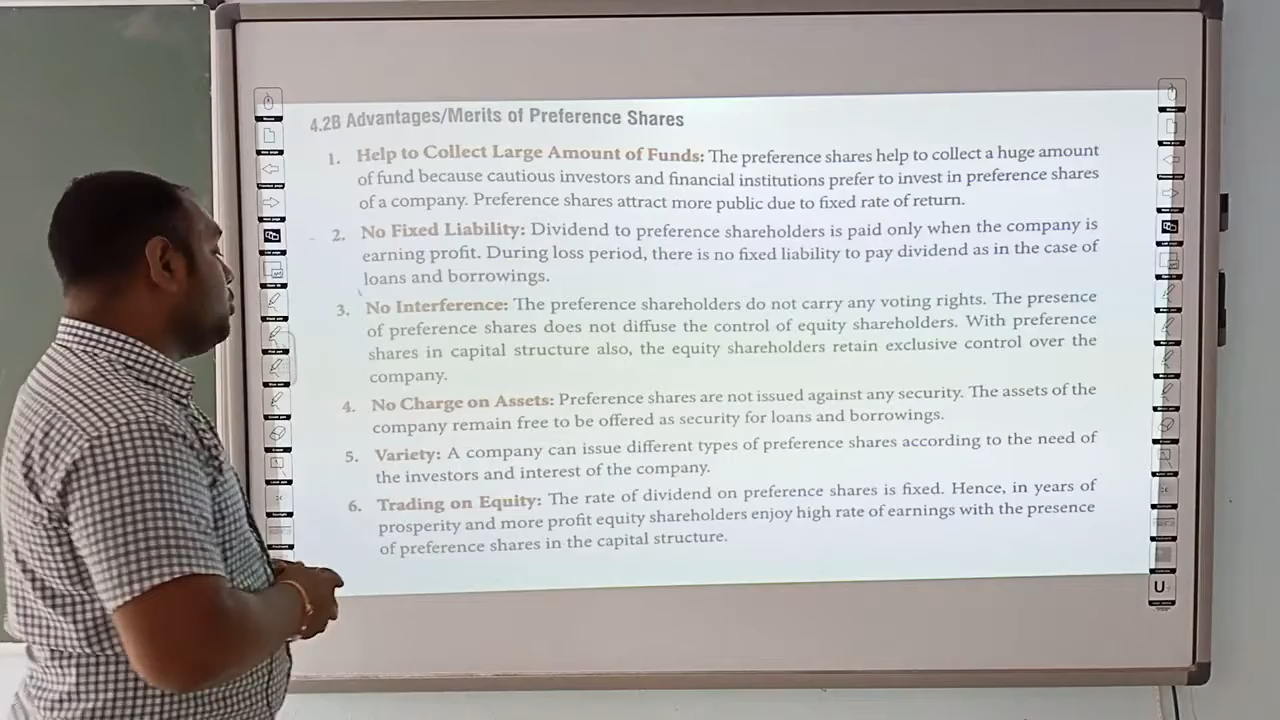 4.2B Advantages/Merits of Preference Shares
1. Help to Collect Large Amount of Funds: The preference shares help to collect a huge amount
of fund because cautious investors and financial institutions prefer to invest in preference shares
of a company. Preference shares attract more public due to fixed rate of return.
2. No Fixed Liability: Dividend to preference shareholders is paid only when the company is
earning profit. During loss period, there is no fixed liability to pay dividend as in the case of
loans and borrowings.
3. No Interference: The preference shareholders do not carry any voting rights. The presence
of preference shares does not diffuse the control of equity shareholders. With preference
shares in capital structure also, the equity shareholders retain exclusive control over the
company.
4. No Charge on Assets: Preference shares are not issued against any security. The assets of the
company remain free to be offered as security for loans and borrowings.
5. Variety: A company can issue different types of preference shares according to the need of
the investors and interest of the company.
6. Trading on Equity: The rate of dividend on preference shares is fixed. Hence, in years of
prosperity and more profit equity shareholders enjoy high rate of earnings with the presence
of preference shares in the capital structure.